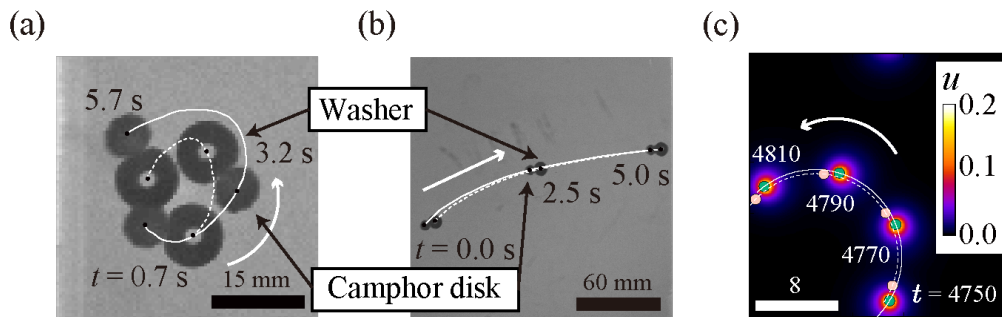 (a)
(b)
(c)
5.7 s
Washer
3.2 s
t = 0.7 s
15 mm
Camphor disk
5.0 s
2.5 s
t = 0.0 s
60 mm
u
0.2
0.1
0.0
4810
4790
4770
t = 4750
8